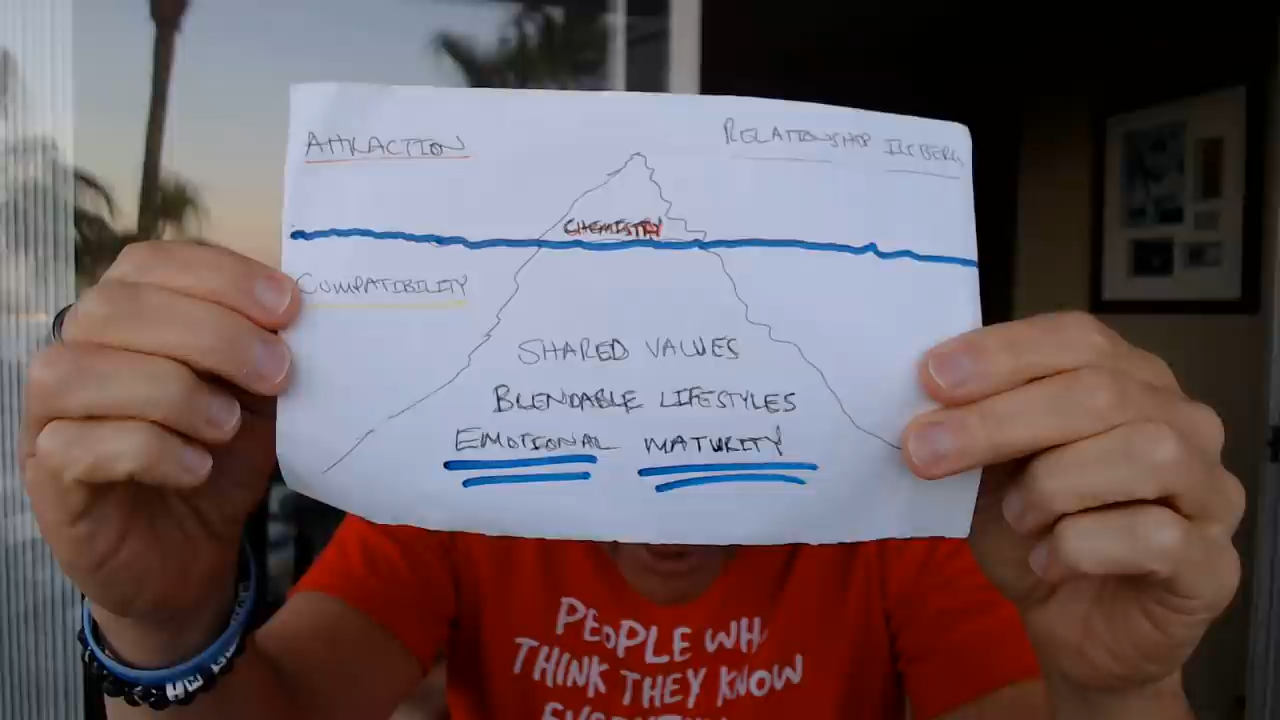 ATTRACTION
RELATIONSHIP ICEBERG
CHEMISTRY
COMPATIBILITY
SHARED VALUES
BLENDABLE LIFESTYLES
EMOTIONAL MATURITY
PEOPLE WH
THINK THEY KNOW